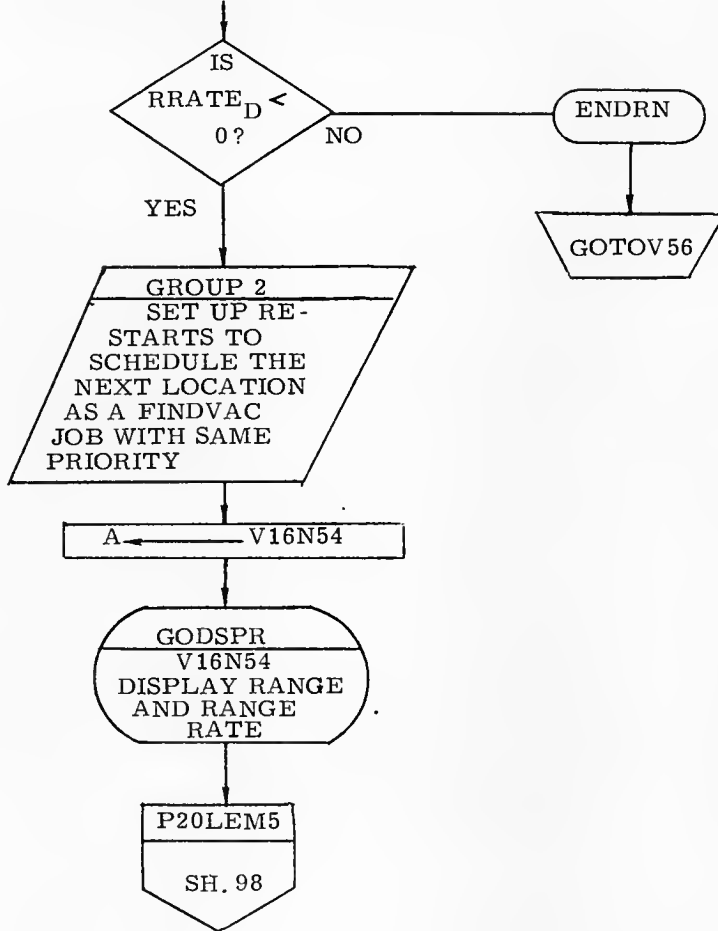 IS
RRATE_D <
0?
NO
ENDRN
GOTOV56
YES
GROUP 2
SET UP RE-
STARTS TO
SCHEDULE THE
NEXT LOCATION
AS A FINDVAC
JOB WITH SAME
PRIORITY
A ← V16N54
GODSPR
V16N54
DISPLAY RANGE
AND RANGE
RATE
P20LEM5
SH. 98